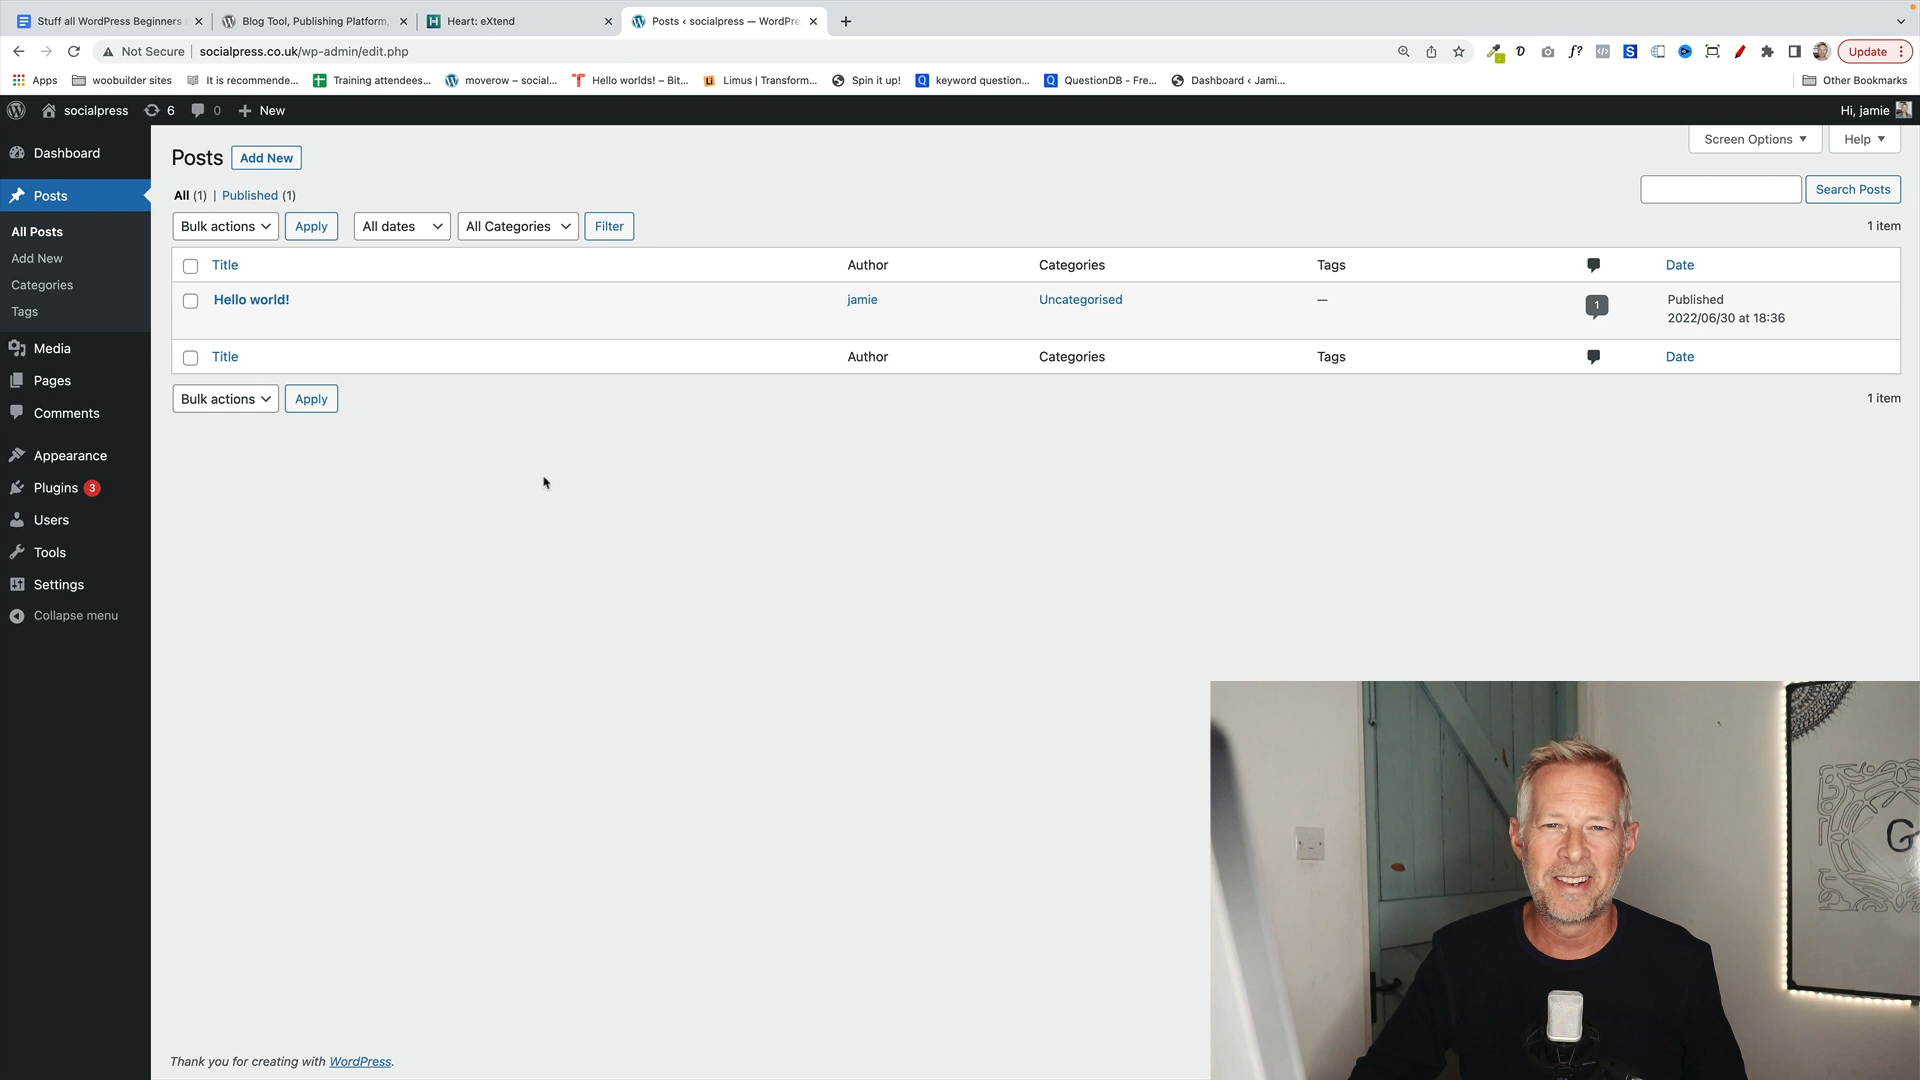 Stuff all WordPress Beginners
Blog Tool, Publishing Platform,
Heart: eXtend
Posts ‹ socialpress — WordPre
Not Secure
socialpress.co.uk/wp-admin/edit.php
Update
Apps
woobuilder sites
It is recommende...
Training attendees...
moverow – social...
Hello worlds! – Bit...
Limus | Transform...
Spin it up!
keyword question...
QuestionDB - Fre...
Dashboard ‹ Jami...
Other Bookmarks
socialpress
6
0
New
Hi, jamie
Dashboard
Posts
All Posts
Add New
Categories
Tags
Media
Pages
Comments
Appearance
Plugins 3
Users
Tools
Settings
Collapse menu
Posts
Add New
Screen Options
Help
All (1) | Published (1)
Search Posts
Bulk actions
Apply
All dates
All Categories
Filter
1 item
Title
Author
Categories
Tags
Date
Hello world!
jamie
Uncategorised
—
1
Published
2022/06/30 at 18:36
Title
Author
Categories
Tags
Date
Bulk actions
Apply
1 item
G
Thank you for creating with WordPress.